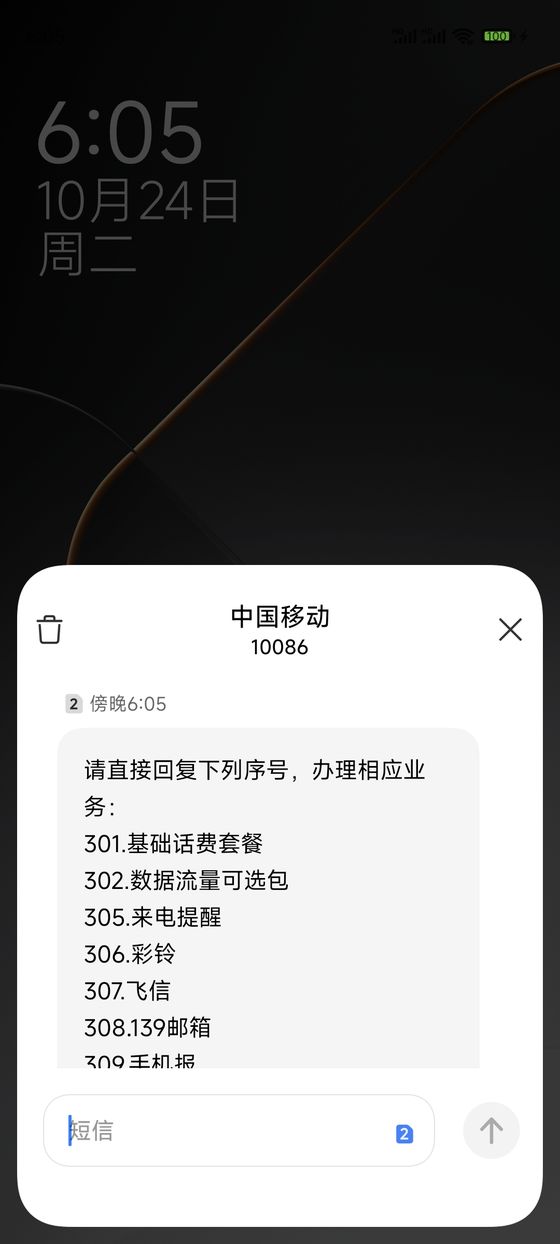 100
6:05
10月24日
周二
中国移动
10086
2 傍晚6:05
请直接回复下列序号，办理相应业
务：
301.基础话费套餐
302.数据流量可选包
305.来电提醒
306.彩铃
307.飞信
308.139邮箱
309.手机报
短信
2